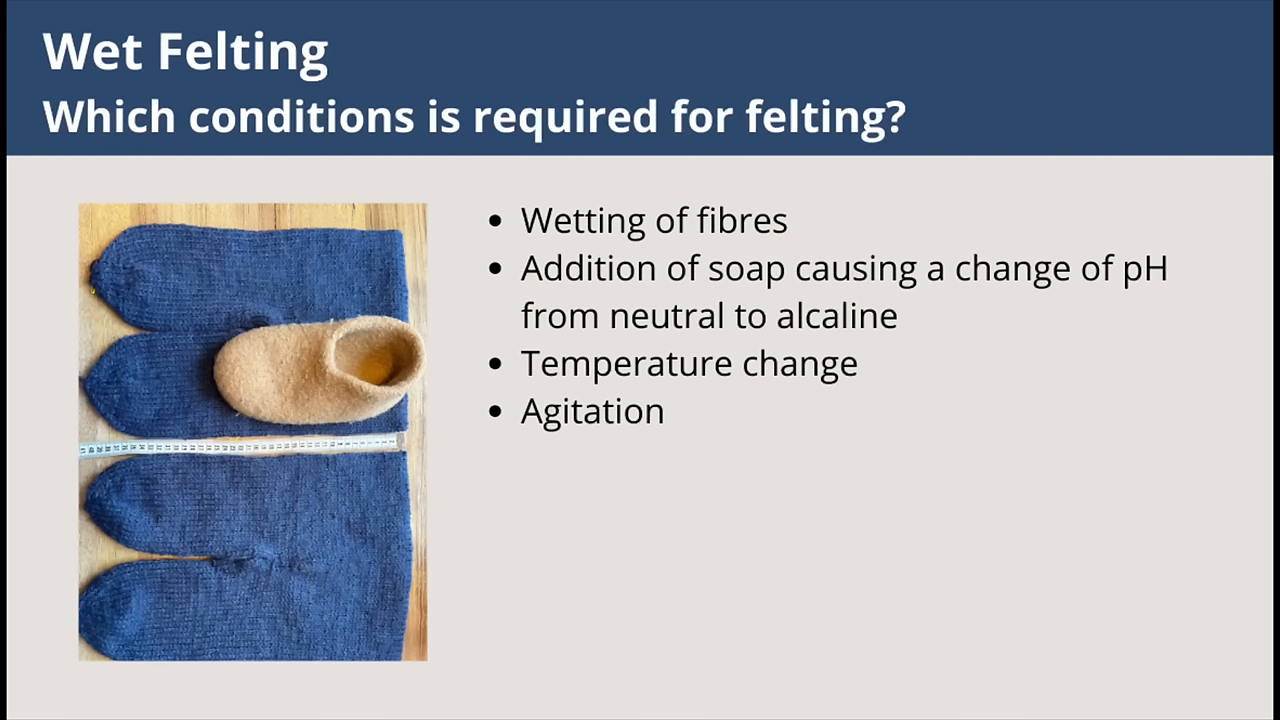 Wet Felting
Which conditions is required for felting?
• Wetting of fibres
• Addition of soap causing a change of pH
from neutral to alcaline
• Temperature change
• Agitation